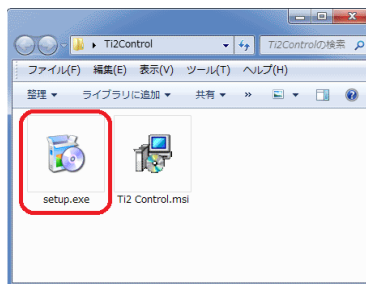 Ti2Control
Ti2Controlの検索
ファイル(F) 編集(E) 表示(V) ツール(T) ヘルプ(H)
整理 ライブラリに追加 共有 »
setup.exe
Ti2 Control.msi